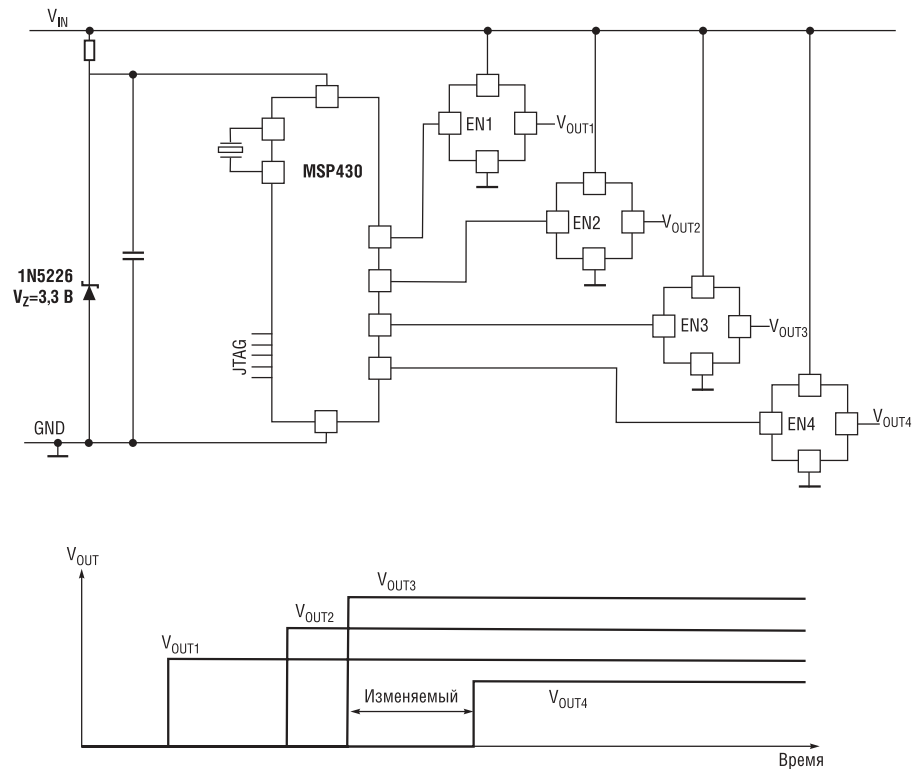 VIN
EN1
VOUT1
MSP430
EN2
VOUT2
1N5226
VZ=3,3 В
EN3
VOUT3
JTAG
GND
EN4
VOUT4
VOUT
VOUT3
VOUT2
VOUT1
Изменяемый
VOUT4
Время